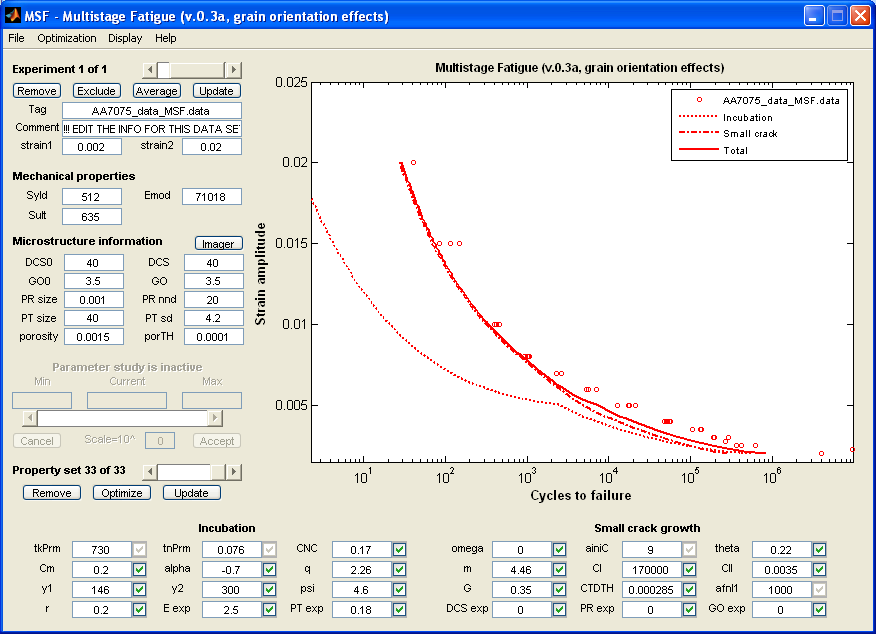 MSF - Multistage Fatigue (v.0.3a, grain orientation effects)
File Optimization Display Help
Experiment 1 of 1
Remove Exclude Average Update
Tag AA7075_data_MSF.data
Comment !!! EDIT THE INFO FOR THIS DATA SET
strain1 0.002 strain2 0.02
Mechanical properties
Syld 512 Emod 71018
Sult 635
Microstructure information Imager
DCS0 40 DCS 40
GO0 3.5 GO 3.5
PR size 0.001 PR nnd 20
PT size 40 PT sd 4.2
porosity 0.0015 porTH 0.0001
Parameter study is inactive
Min Current Max
Cancel Scale=10^ 0 Accept
Property set 33 of 33
Remove Optimize Update
Multistage Fatigue (v.0.3a, grain orientation effects)
0.025
0.02
0.015
0.01
0.005
Strain amplitude
AA7075_data_MSF.data
Incubation
Small crack
Total
10^1 10^2 10^3 10^4 10^5 10^6
Cycles to failure
Incubation
tkPrm 730 tnPrm 0.076 CNC 0.17
Cm 0.2 alpha -0.7 q 2.26
y1 146 y2 300 psi 4.6
r 0.2 E exp 2.5 PT exp 0.18
Small crack growth
omega 0 ainiC 9 theta 0.22
m 4.46 CI 170000 CII 0.0035
G 0.35 CTDTH 0.000285 afnl1 1000
DCS exp 0 PR exp 0 GO exp 0